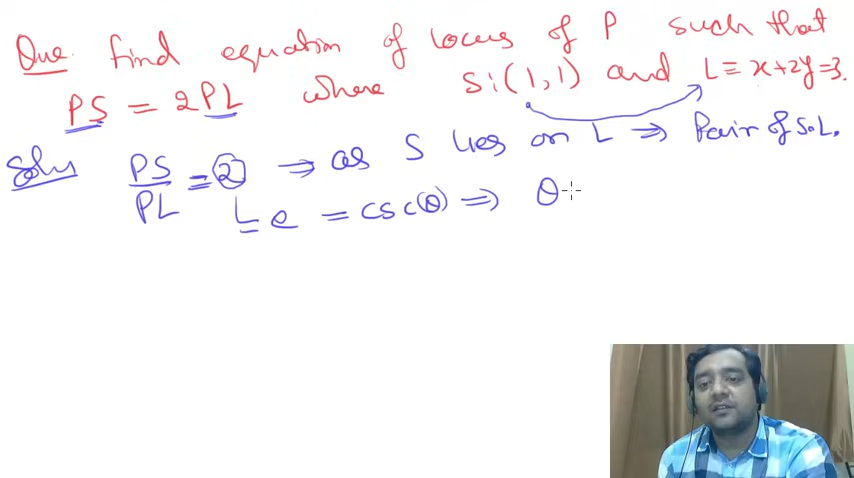 Que. find equation of locus of P such that
PS = 2PL where S:(1,1) and L ≡ x+2y=3.
Soln PS/PL = 2 → as S lies on L ⇒ Pair of S.L.
e = csc(θ) ⇒ θ